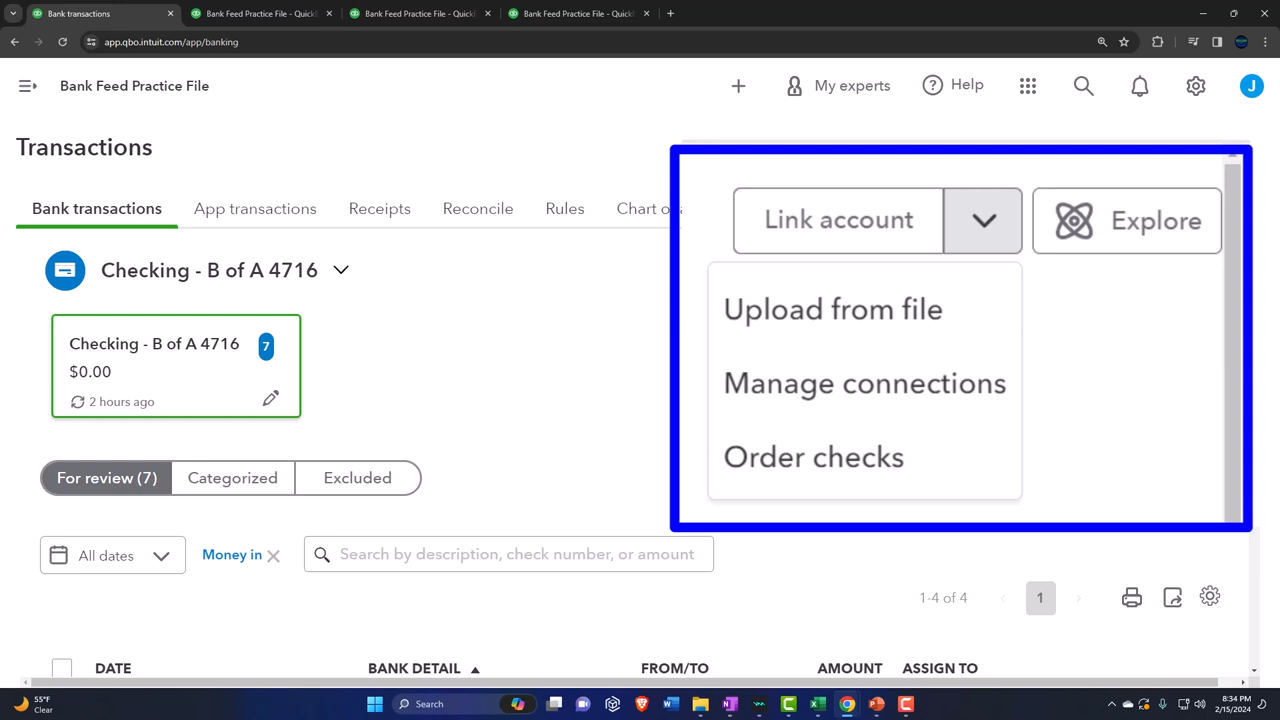 Bank transactions
Bank Feed Practice File - Quick
Bank Feed Practice File - Quick
Bank Feed Practice File - Quick
app.qbo.intuit.com/app/banking
Bank Feed Practice File
My experts
Help
J
Transactions
Bank transactions
App transactions
Receipts
Reconcile
Rules
Chart o
Link account
Explore
Upload from file
Manage connections
Order checks
Checking - B of A 4716
Checking - B of A 4716
7
$0.00
2 hours ago
For review (7)
Categorized
Excluded
All dates
Money in
Search by description, check number, or amount
1-4 of 4
1
DATE
BANK DETAIL
FROM/TO
AMOUNT
ASSIGN TO
55°F
Clear
Search
8:34 PM
2/15/2024